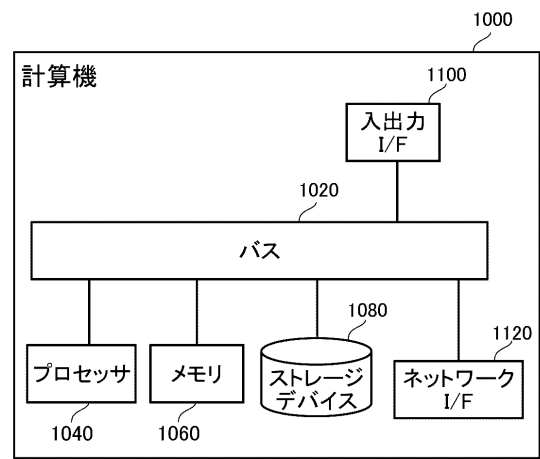 1000
計算機
1100
入出力
I/F
1020
バス
1080
1120
プロセッサ
メモリ
ストレージ
デバイス
ネットワーク
I/F
1040
1060